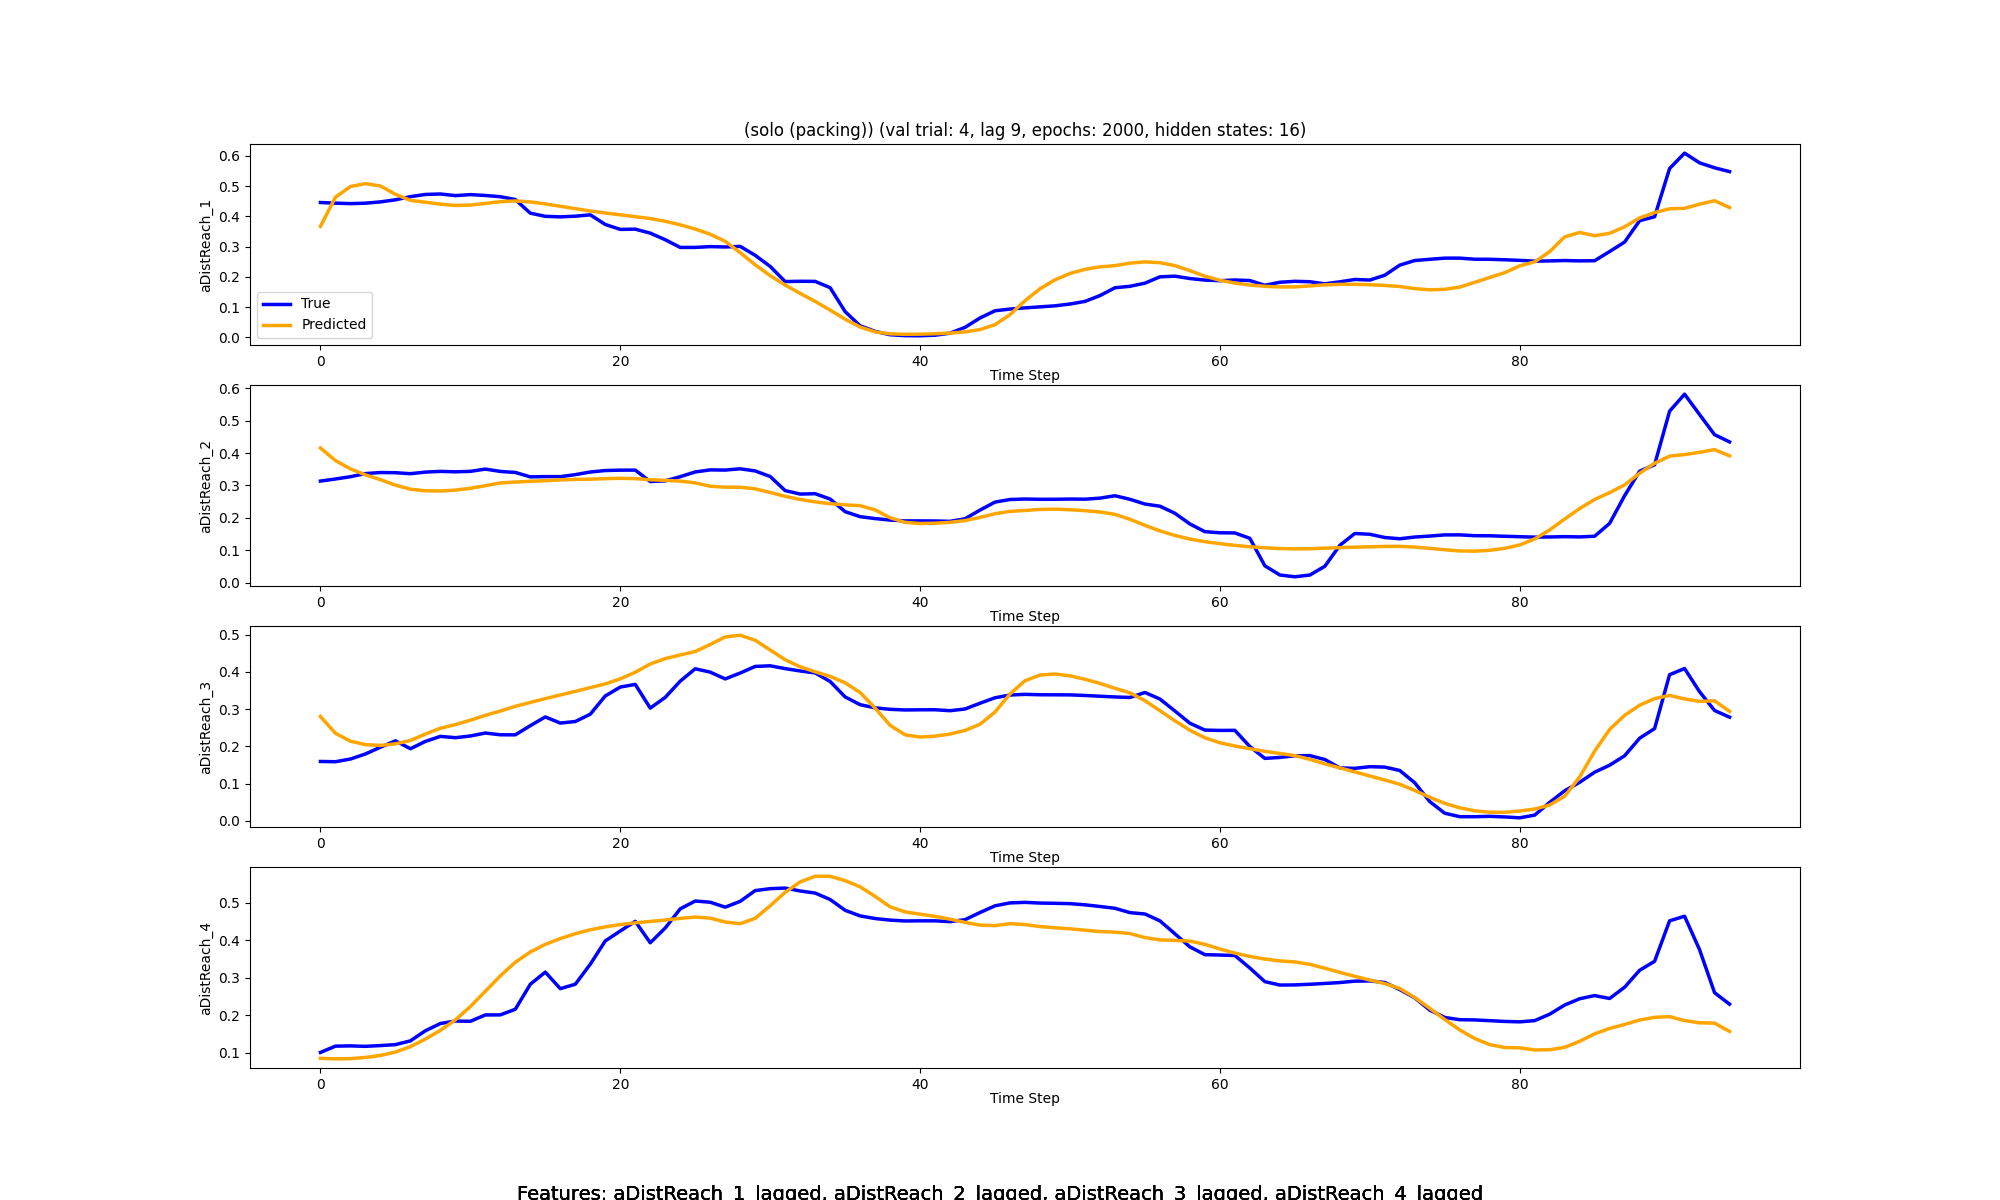 (solo (packing)) (val trial: 4, lag 9, epochs: 2000, hidden states: 16)
0.6
0.5
0.4
0.3
0.2
0.1
0.0
aDistReach_1
True
Predicted
0 20 40 60 80
Time Step
0.6
0.5
0.4
0.3
0.2
0.1
0.0
aDistReach_2
0 20 40 60 80
Time Step
0.5
0.4
0.3
0.2
0.1
0.0
aDistReach_3
0 20 40 60 80
Time Step
0.5
0.4
0.3
0.2
0.1
aDistReach_4
0 20 40 60 80
Time Step
Features: aDistReach_1_lagged, aDistReach_2_lagged, aDistReach_3_lagged, aDistReach_4_lagged